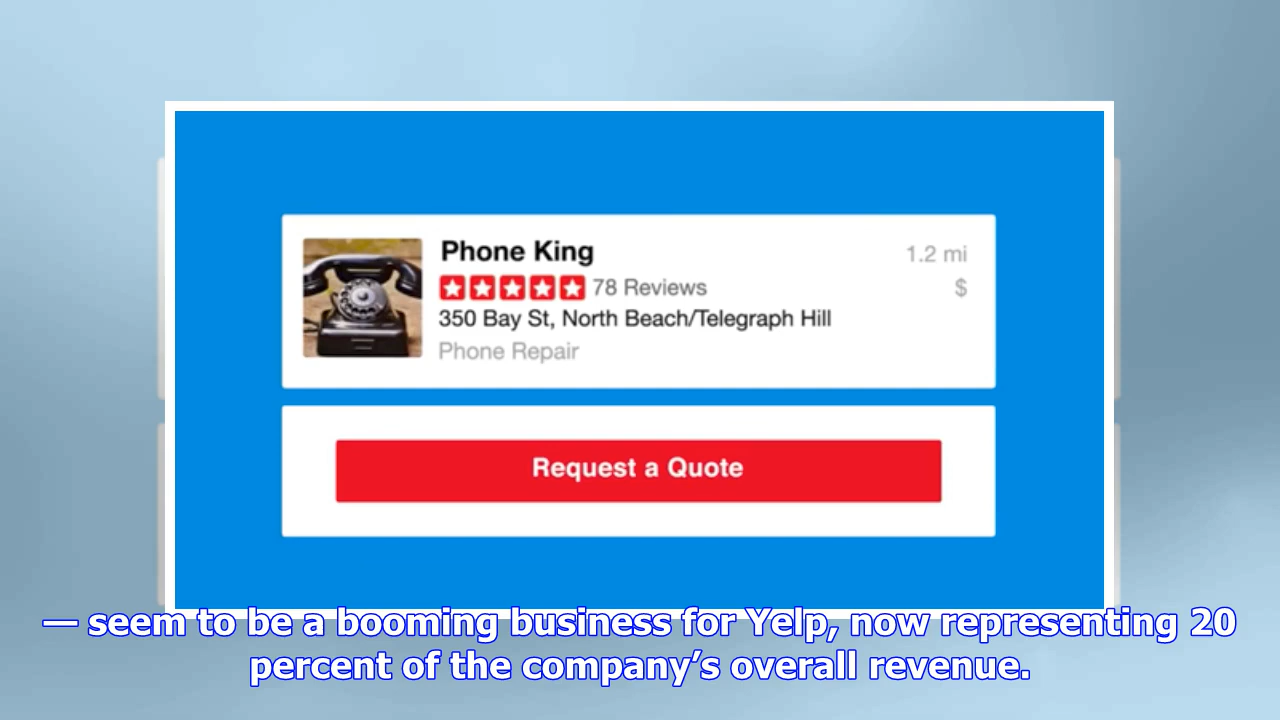 Phone King
1.2 mi
78 Reviews
$
350 Bay St, North Beach/Telegraph Hill
Phone Repair
Request a Quote
— seem to be a booming business for Yelp, now representing 20
percent of the company’s overall revenue.